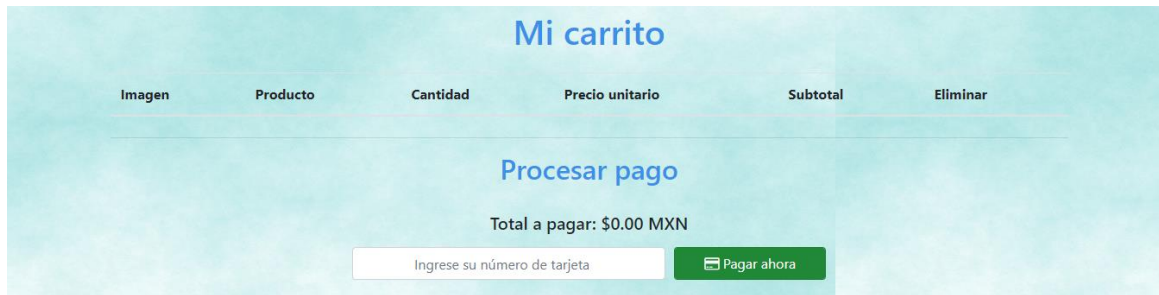 Mi carrito
Imagen Producto Cantidad Precio unitario Subtotal Eliminar
Procesar pago
Total a pagar: $0.00 MXN
Ingrese su número de tarjeta Pagar ahora